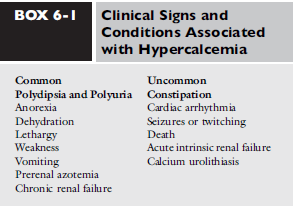 BOX 6-1
Clinical Signs and
Conditions Associated
with Hypercalcemia
Common
Polydipsia and Polyuria
Anorexia
Dehydration
Lethargy
Weakness
Vomiting
Prerenal azotemia
Chronic renal failure
Uncommon
Constipation
Cardiac arrhythmia
Seizures or twitching
Death
Acute intrinsic renal failure
Calcium urolithiasis